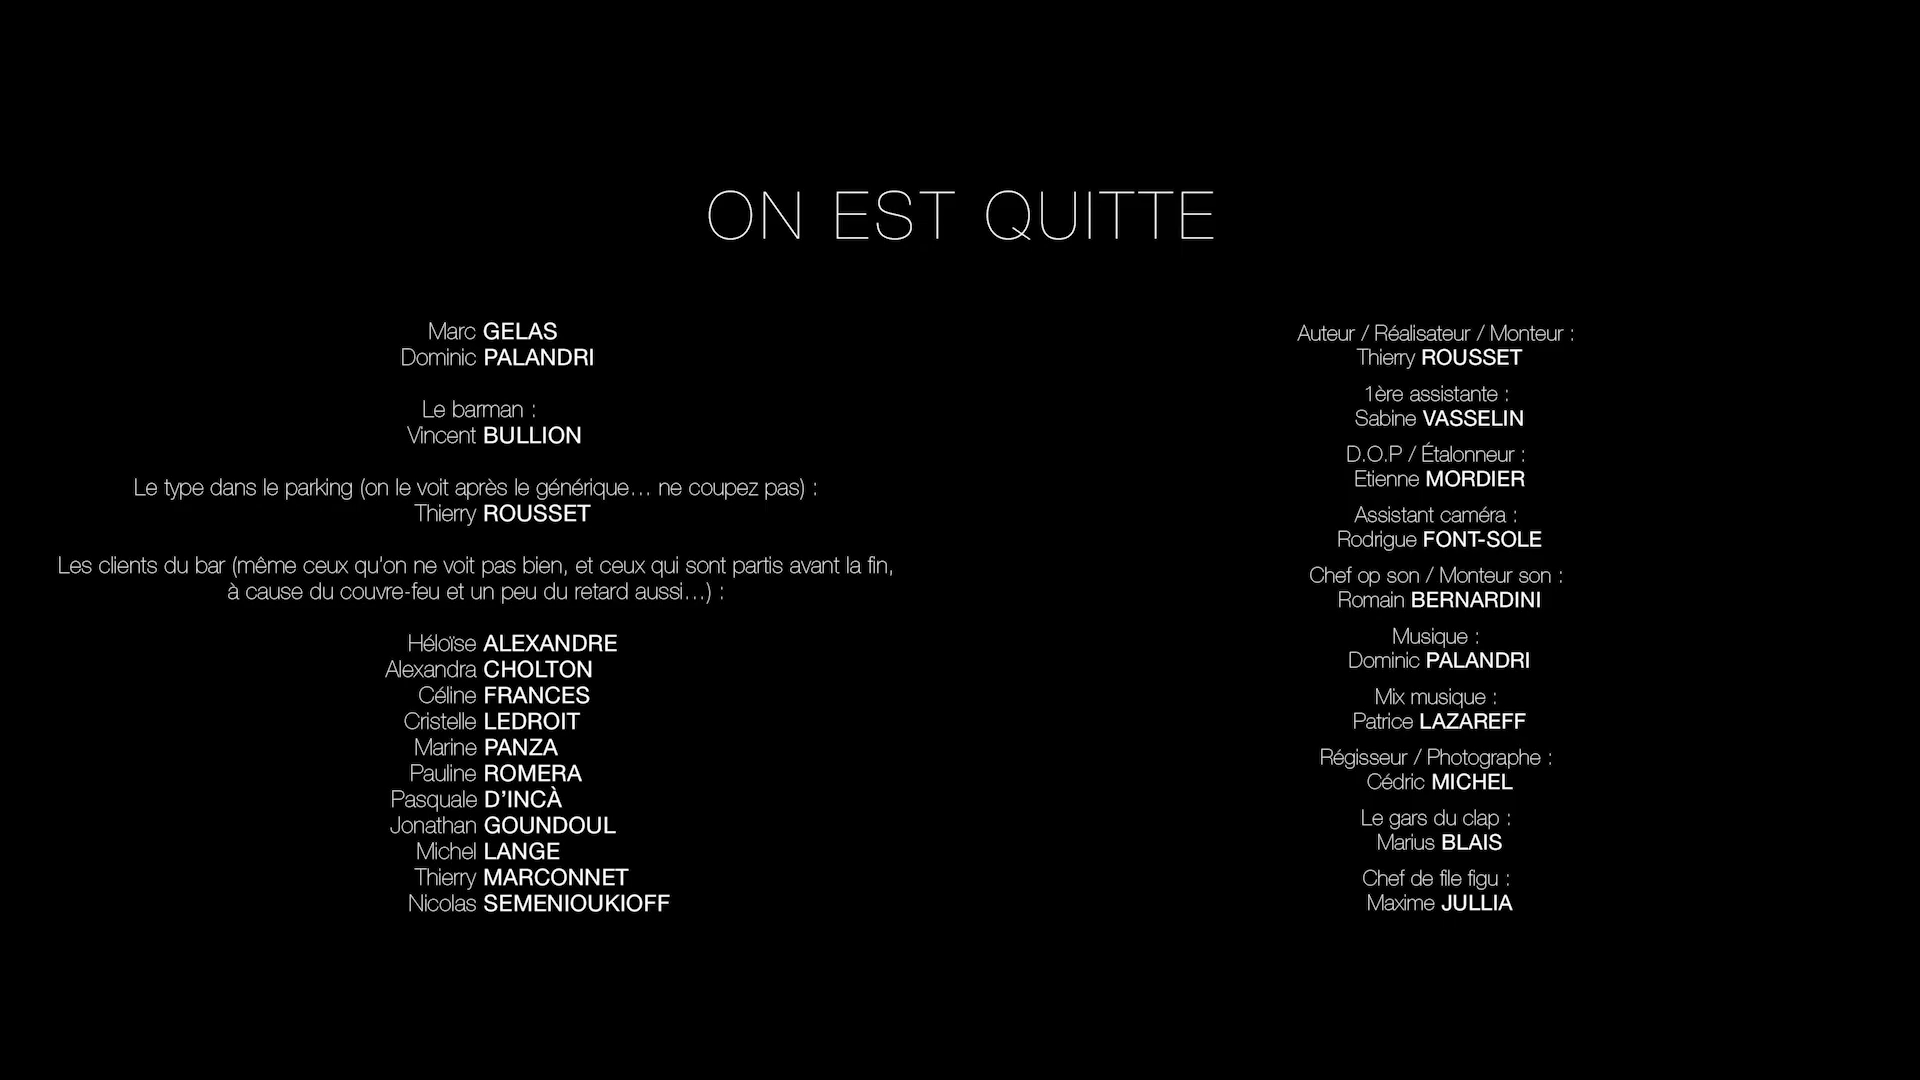 ON EST QUITTE
Marc GELAS
Dominic PALANDRI
Le barman :
Vincent BULLION
Le type dans le parking (on le voit après le générique... ne coupez pas) :
Thierry ROUSSET
Les clients du bar (même ceux qu'on ne voit pas bien, et ceux qui sont partis avant la fin,
à cause du couvre-feu et un peu du retard aussi...) :
Héloïse ALEXANDRE
Alexandra CHOLTON
Céline FRANCES
Cristelle LEDROIT
Marine PANZA
Pauline ROMERA
Pasquale D’INCÀ
Jonathan GOUNDOUL
Michel LANGE
Thierry MARCONNET
Nicolas SEMENIOUKIOFF
Auteur / Réalisateur / Monteur :
Thierry ROUSSET
1ère assistante :
Sabine VASSELIN
D.O.P / Étalonneur :
Etienne MORDIER
Assistant caméra :
Rodrigue FONT-SOLE
Chef op son / Monteur son :
Romain BERNARDINI
Musique :
Dominic PALANDRI
Mix musique :
Patrice LAZAREFF
Régisseur / Photographe :
Cédric MICHEL
Le gars du clap :
Marius BLAIS
Chef de file figu :
Maxime JULLIA